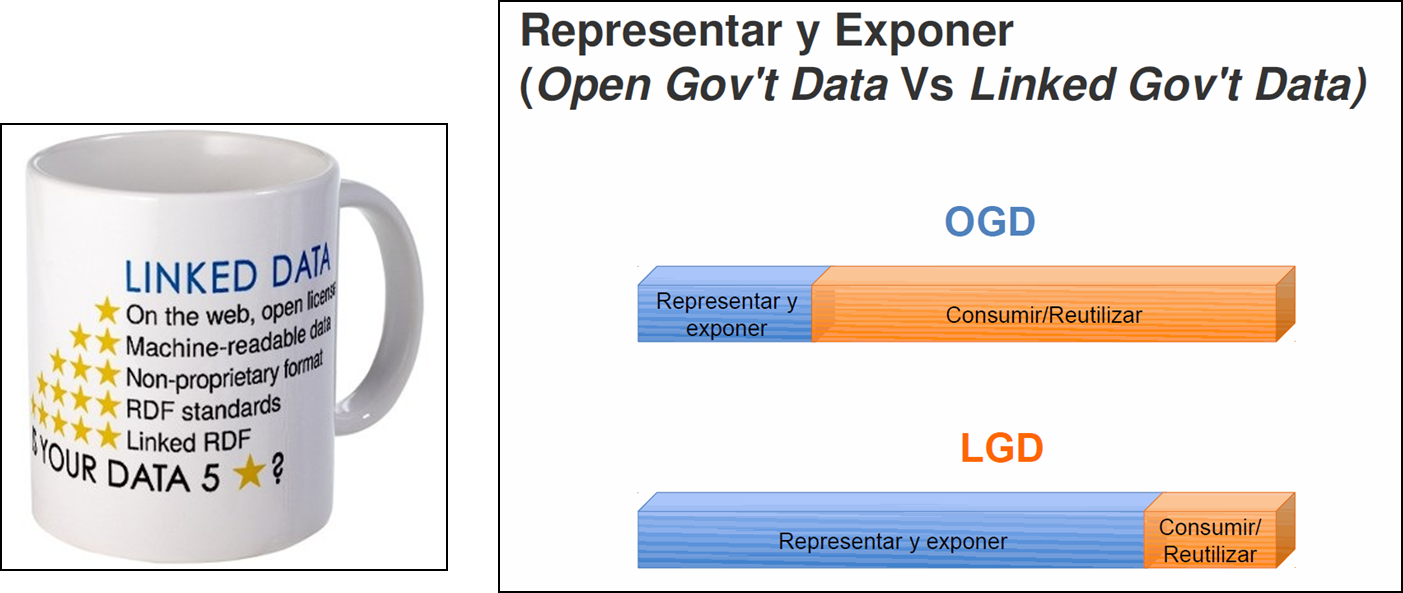 LINKED DATA
On the web, open license
Machine-readable data
Non-proprietary format
RDF standards
Linked RDF
IS YOUR DATA 5 ★?
Representar y Exponer
(Open Gov't Data Vs Linked Gov't Data)
OGD
Representar y
exponer
Consumir/Reutilizar
LGD
Representar y exponer
Consumir/
Reutilizar